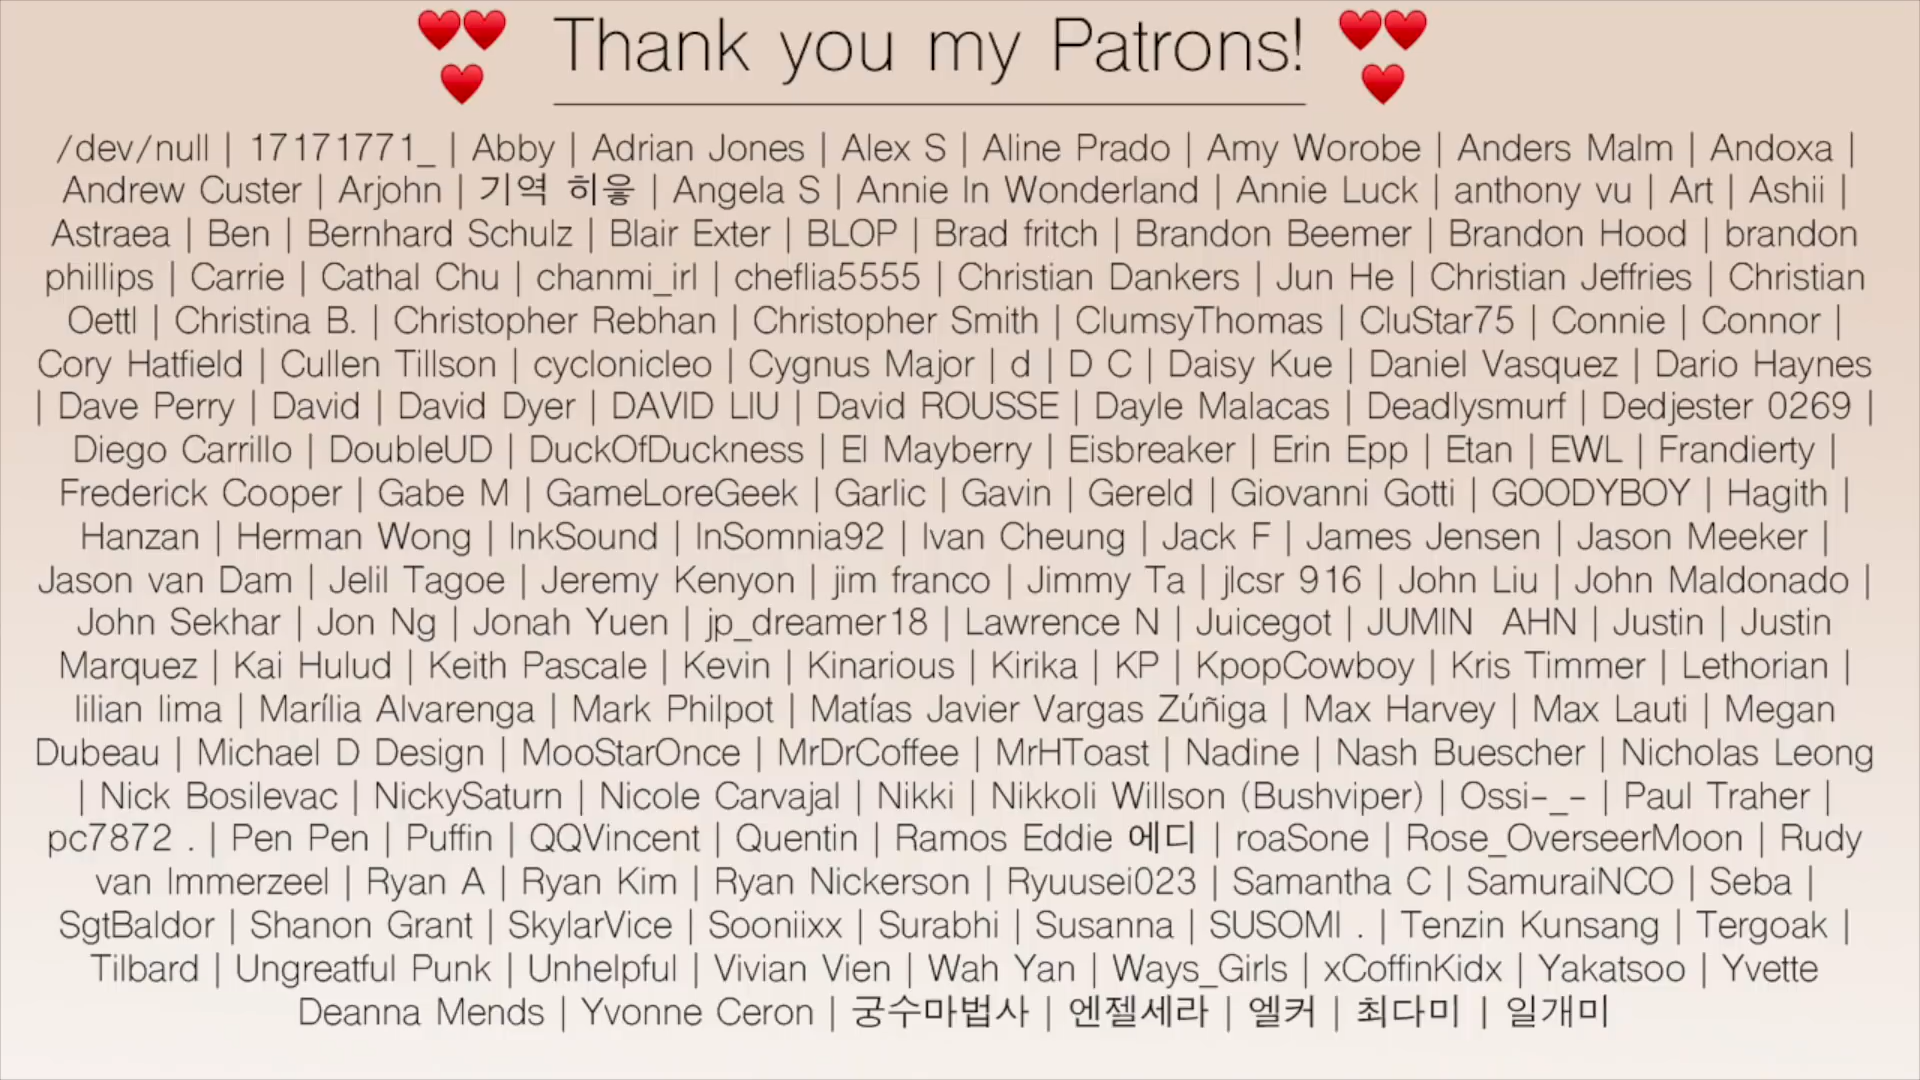 Thank you my Patrons!
/dev/null | 17171771_ | Abby | Adrian Jones | Alex S | Aline Prado | Amy Worobe | Anders Malm | Andoxa |
Andrew Custer | Arjohn | 기역 히읗 | Angela S | Annie In Wonderland | Annie Luck | anthony vu | Art | Ashii |
Astraea | Ben | Bernhard Schulz | Blair Exter | BLOP | Brad fritch | Brandon Beemer | Brandon Hood | brandon
phillips | Carrie | Cathal Chu | chanmi_irl | cheflia5555 | Christian Dankers | Jun He | Christian Jeffries | Christian
Oettl | Christina B. | Christopher Rebhan | Christopher Smith | ClumsyThomas | CluStar75 | Connie | Connor |
Cory Hatfield | Cullen Tillson | cyclonicleo | Cygnus Major | d | D C | Daisy Kue | Daniel Vasquez | Dario Haynes
| Dave Perry | David | David Dyer | DAVID LIU | David ROUSSE | Dayle Malacas | Deadlysmurf | Dedjester 0269 |
Diego Carrillo | DoubleUD | DuckOfDuckness | El Mayberry | Eisbreaker | Erin Epp | Etan | EWL | Frandierty |
Frederick Cooper | Gabe M | GameLoreGeek | Garlic | Gavin | Gereld | Giovanni Gotti | GOODYBOY | Hagith |
Hanzan | Herman Wong | InkSound | InSomnia92 | Ivan Cheung | Jack F | James Jensen | Jason Meeker |
Jason van Dam | Jelil Tagoe | Jeremy Kenyon | jim franco | Jimmy Ta | jlcsr 916 | John Liu | John Maldonado |
John Sekhar | Jon Ng | Jonah Yuen | jp_dreamer18 | Lawrence N | Juicegot | JUMIN  AHN | Justin | Justin
Marquez | Kai Hulud | Keith Pascale | Kevin | Kinarious | Kirika | KP | KpopCowboy | Kris Timmer | Lethorian |
lilian lima | Marília Alvarenga | Mark Philpot | Matías Javier Vargas Zúñiga | Max Harvey | Max Lauti | Megan
Dubeau | Michael D Design | MooStarOnce | MrDrCoffee | MrHToast | Nadine | Nash Buescher | Nicholas Leong
| Nick Bosilevac | NickySaturn | Nicole Carvajal | Nikki | Nikkoli Willson (Bushviper) | Ossi-_- | Paul Traher |
pc7872 . | Pen Pen | Puffin | QQVincent | Quentin | Ramos Eddie 에디 | roaSone | Rose_OverseerMoon | Rudy
van Immerzeel | Ryan A | Ryan Kim | Ryan Nickerson | Ryuusei023 | Samantha C | SamuraiNCO | Seba |
SgtBaldor | Shanon Grant | SkylarVice | Sooniixx | Surabhi | Susanna | SUSOMI . | Tenzin Kunsang | Tergoak |
Tilbard | Ungreatful Punk | Unhelpful | Vivian Vien | Wah Yan | Ways_Girls | xCoffinKidx | Yakatsoo | Yvette
Deanna Mends | Yvonne Ceron | 궁수마법사 | 엔젤세라 | 엘커 | 최다미 | 일개미